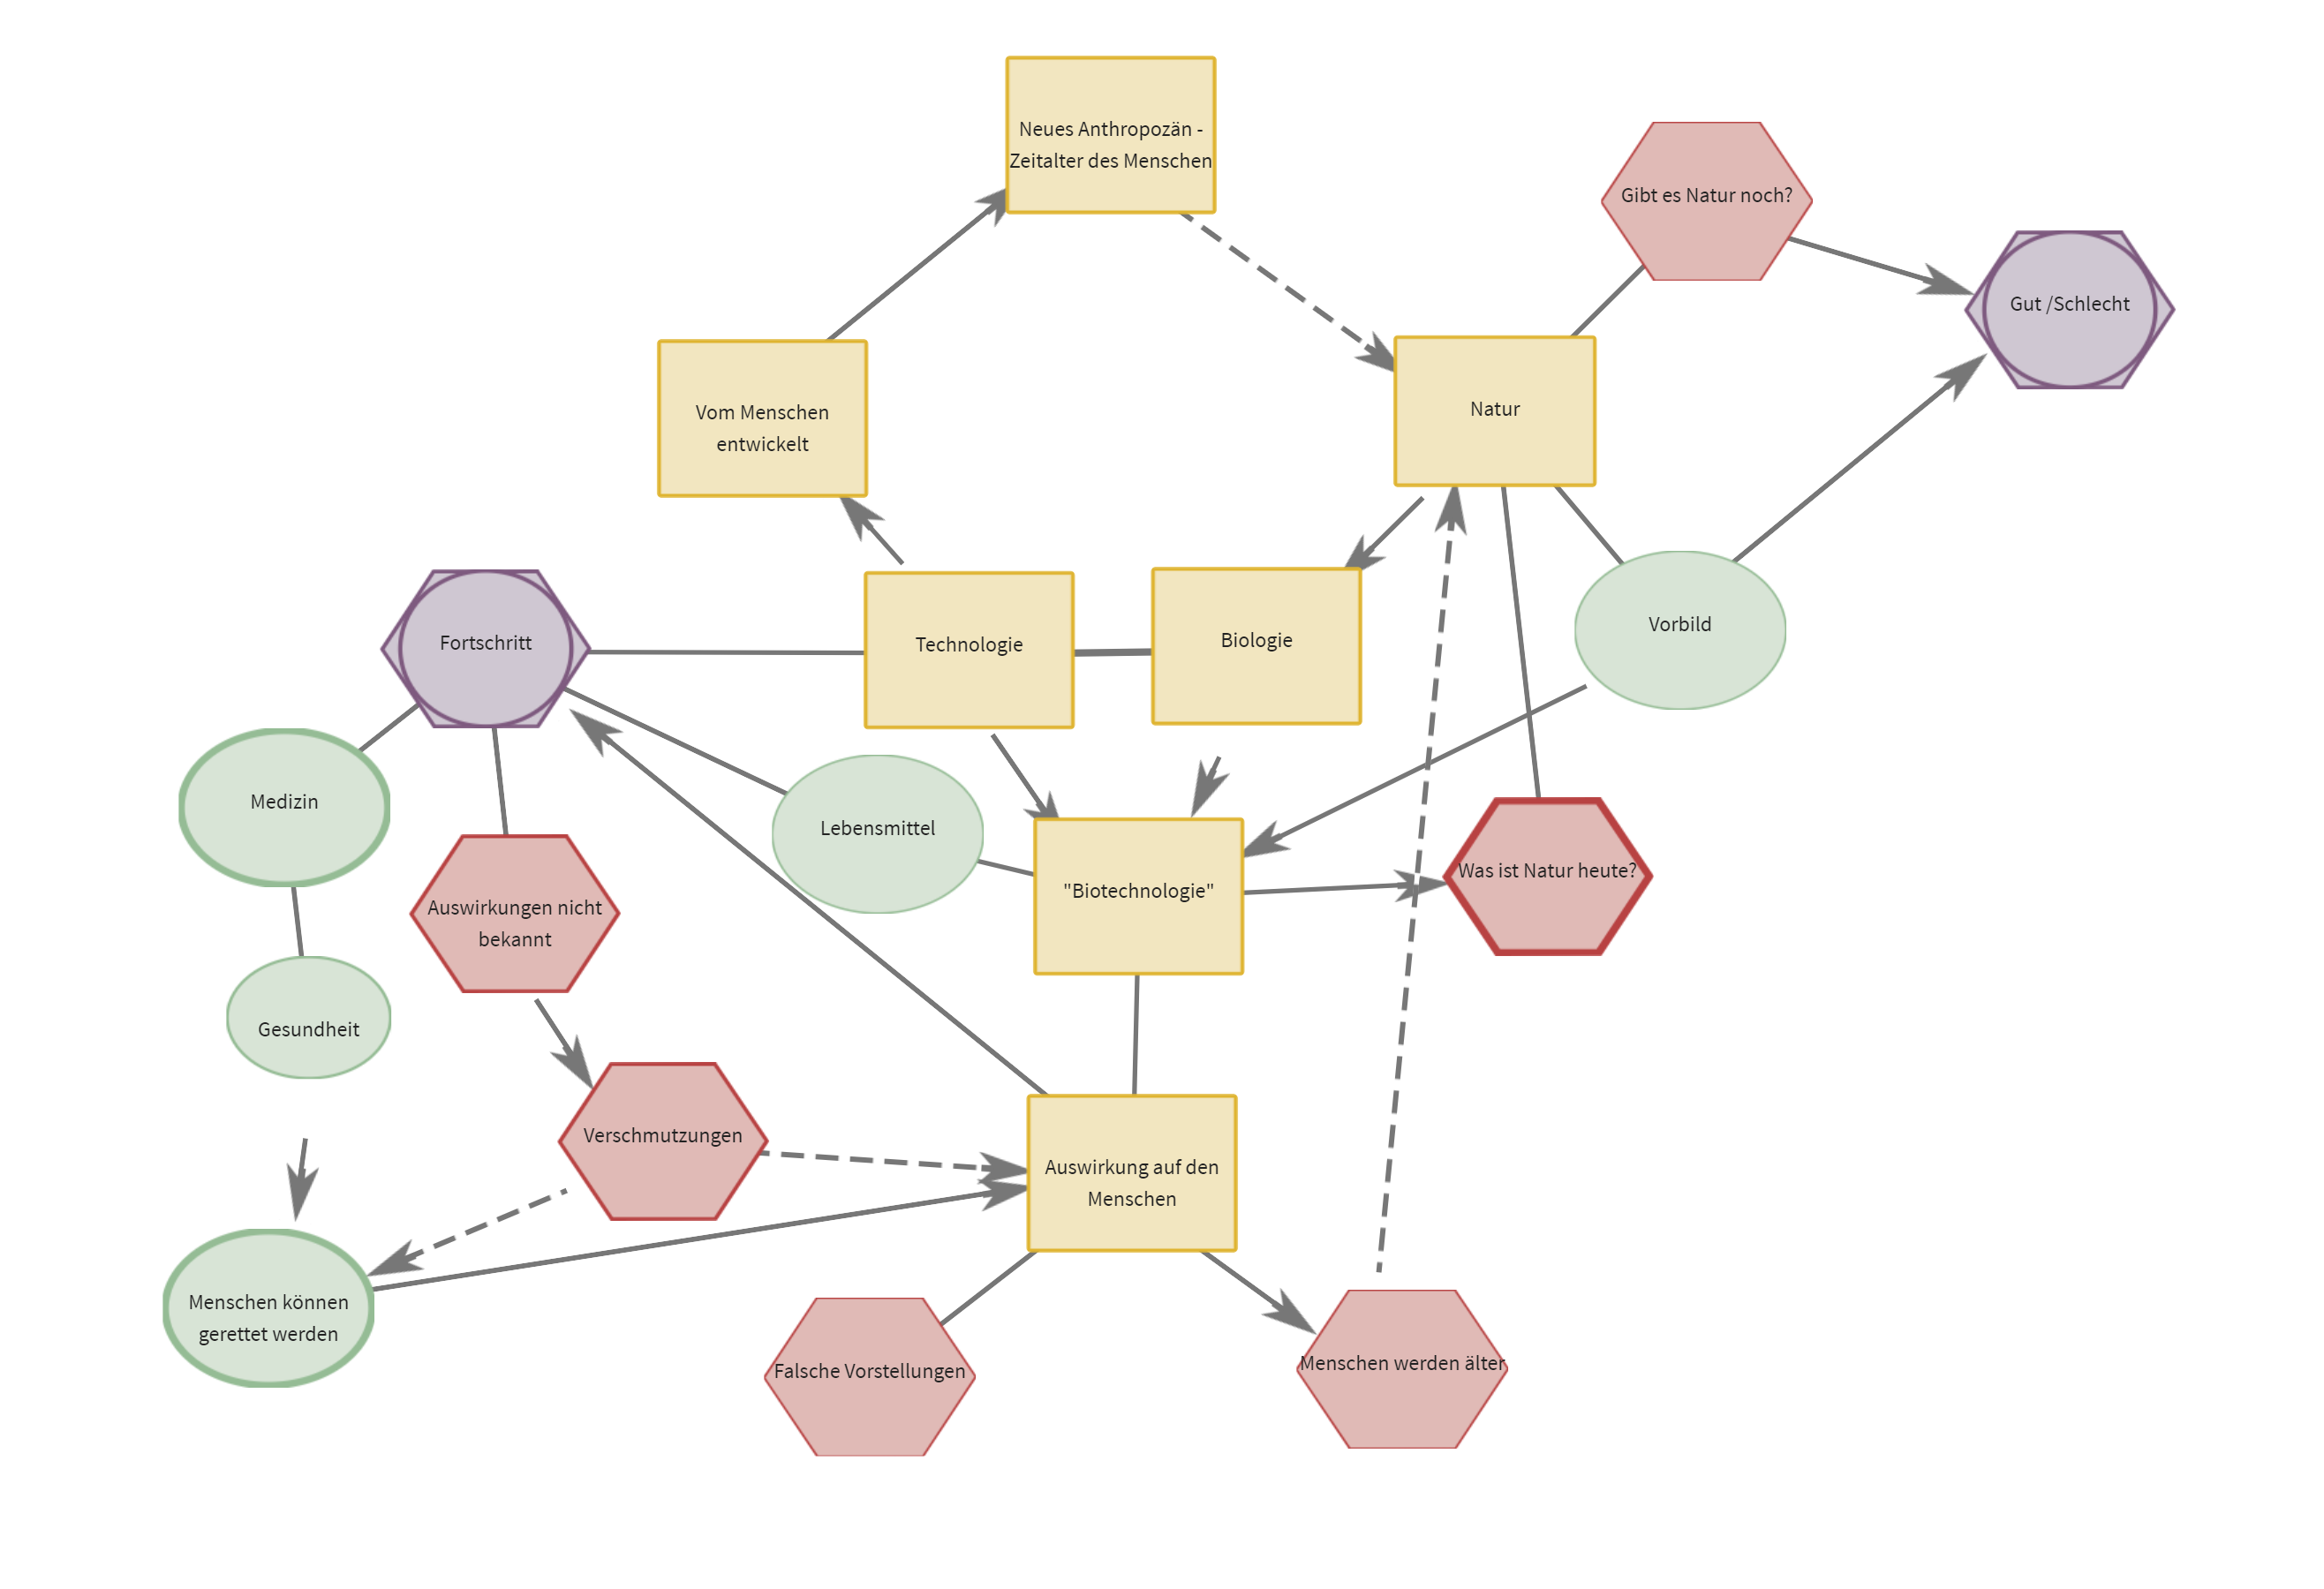 Neues Anthropozän -
Zeitalter des Menschen
Gibt es Natur noch?
Gut /Schlecht
Vom Menschen
entwickelt
Natur
Fortschritt
Technologie
Biologie
Vorbild
Medizin
Lebensmittel
"Biotechnologie"
Was ist Natur heute?
Auswirkungen nicht
bekannt
Gesundheit
Verschmutzungen
Auswirkung auf den
Menschen
Menschen können
gerettet werden
Falsche Vorstellungen
Menschen werden älter